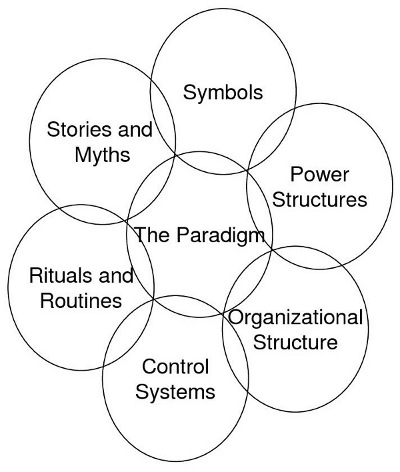 Symbols
Stories and
Myths
Power
Structures
The Paradigm
Rituals and
Routines
Organizational
Structure
Control
Systems